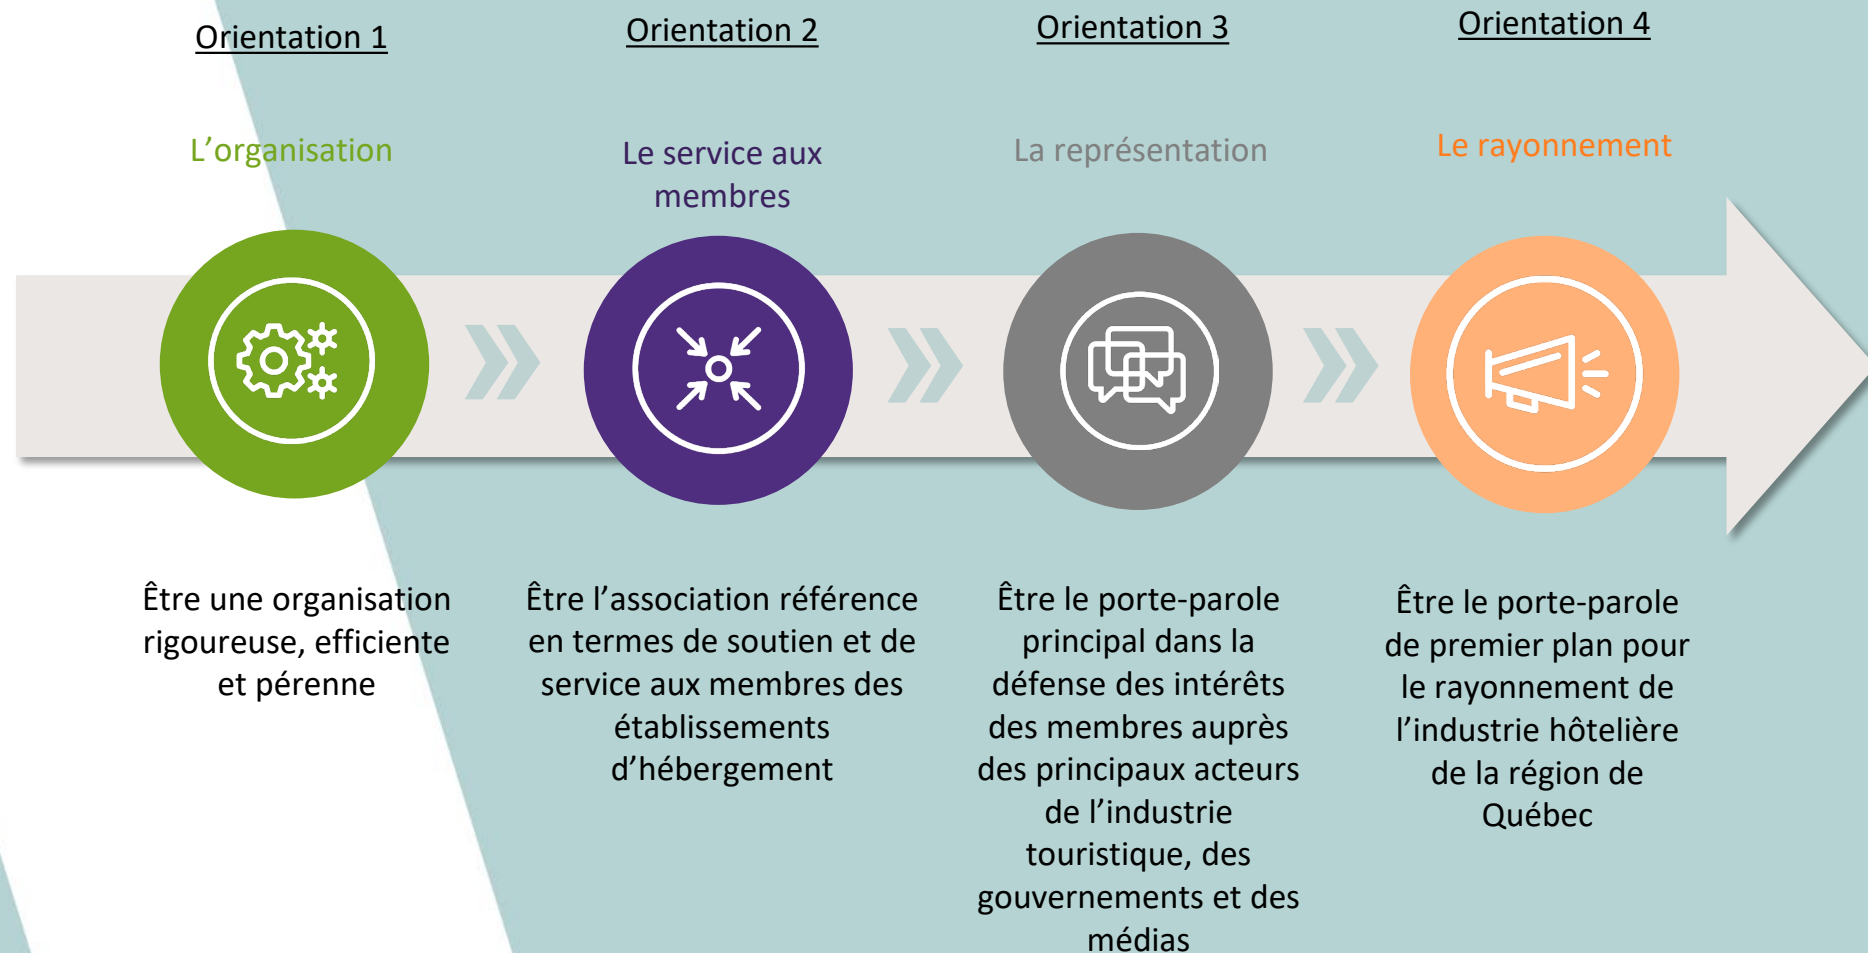 Orientation 1
L’organisation
Être une organisation
rigoureuse, efficiente
et pérenne
Orientation 2
Le service aux
membres
Être l’association référence
en termes de soutien et de
service aux membres des
établissements
d’hébergement
Orientation 3
La représentation
Être le porte-parole
principal dans la
défense des intérêts
des membres auprès
des principaux acteurs
de l’industrie
touristique, des
gouvernements et des
médias
Orientation 4
Le rayonnement
Être le porte-parole
de premier plan pour
le rayonnement de
l’industrie hôtelière
de la région de
Québec